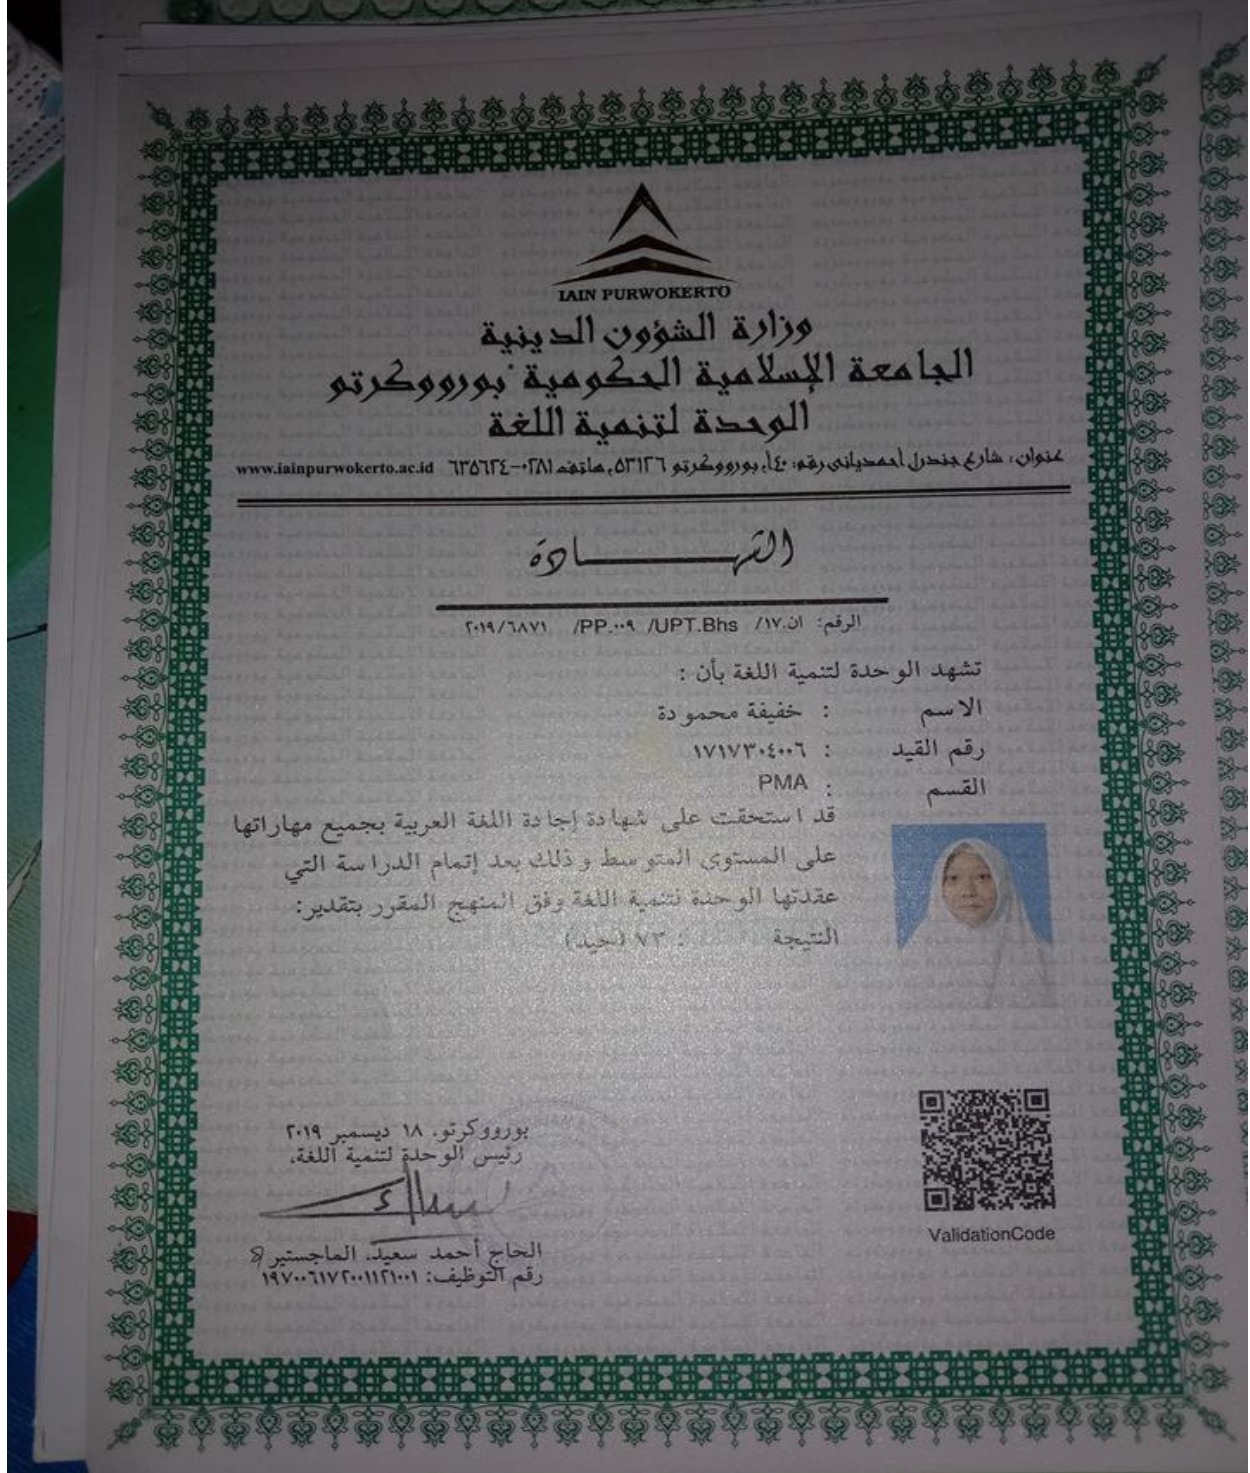 IAIN PURWOKERTO
وزارة الشؤون الدينية
الجامعة الإسلامية الحكومية بورووكرتو
الوحدة لتنمية اللغة
عنوان: شارع جندرل أحمدياني رقم: ٤٠أ، بورووكرتو ٥٣١٢٦، هاتف ٠٢٨١-٦٣٥٦٢٤ www.iainpurwokerto.ac.id
الشهادة
الرقم: ان.١٧/ UPT.Bhs/ PP.٠٠٩/ ٦٨٧١/٢٠١٩
تشهد الوحدة لتنمية اللغة بأن :
الاسم : خفيفة محمودة
رقم القيد : ١٧١٧٣٠٤٠٠٦
القسم : PMA
قد استحقت على شهادة إجادة اللغة العربية بجميع مهاراتها
على المستوى المتوسط وذلك بعد إتمام الدراسة التي
عقدتها الوحدة لتنمية اللغة وفق المنهج المقرر بتقدير:
النتيجة : ٧٣ (جيد)
بورووكرتو، ١٨ ديسمبر ٢٠١٩
رئيس الوحدة لتنمية اللغة،
الحاج أحمد سعيد، الماجستير
رقم التوظيف: ١٩٧٠٠٦١٧٢٠٠١١٢١٠٠١
ValidationCode